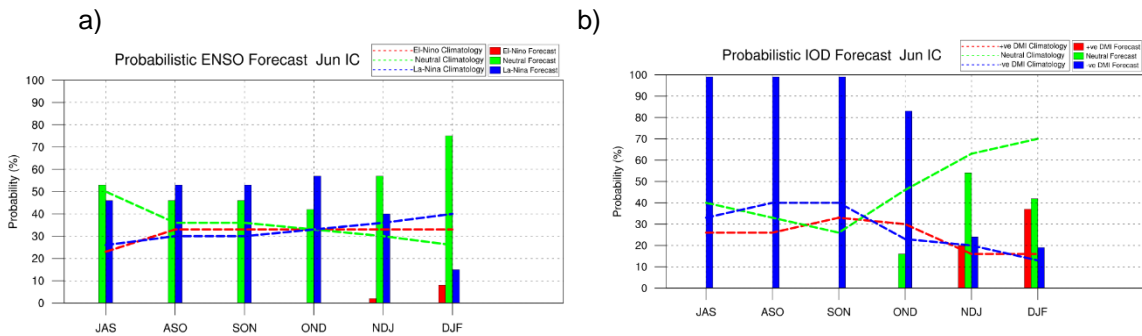 a)
Probabilistic ENSO Forecast Jun IC
El-Nino Climatology
Neutral Climatology
La-Nina Climatology
El-Nino Forecast
Neutral Forecast
La-Nina Forecast
Probability (%)
100
90
80
70
60
50
40
30
20
10
0
JAS ASO SON OND NDJ DJF
b)
Probabilistic IOD Forecast Jun IC
+ve DMI Climatology
Neutral Climatology
-ve DMI Climatology
+ve DMI Forecast
Neutral Forecast
-ve DMI Forecast
Probability (%)
100
90
80
70
60
50
40
30
20
10
0
JAS ASO SON OND NDJ DJF